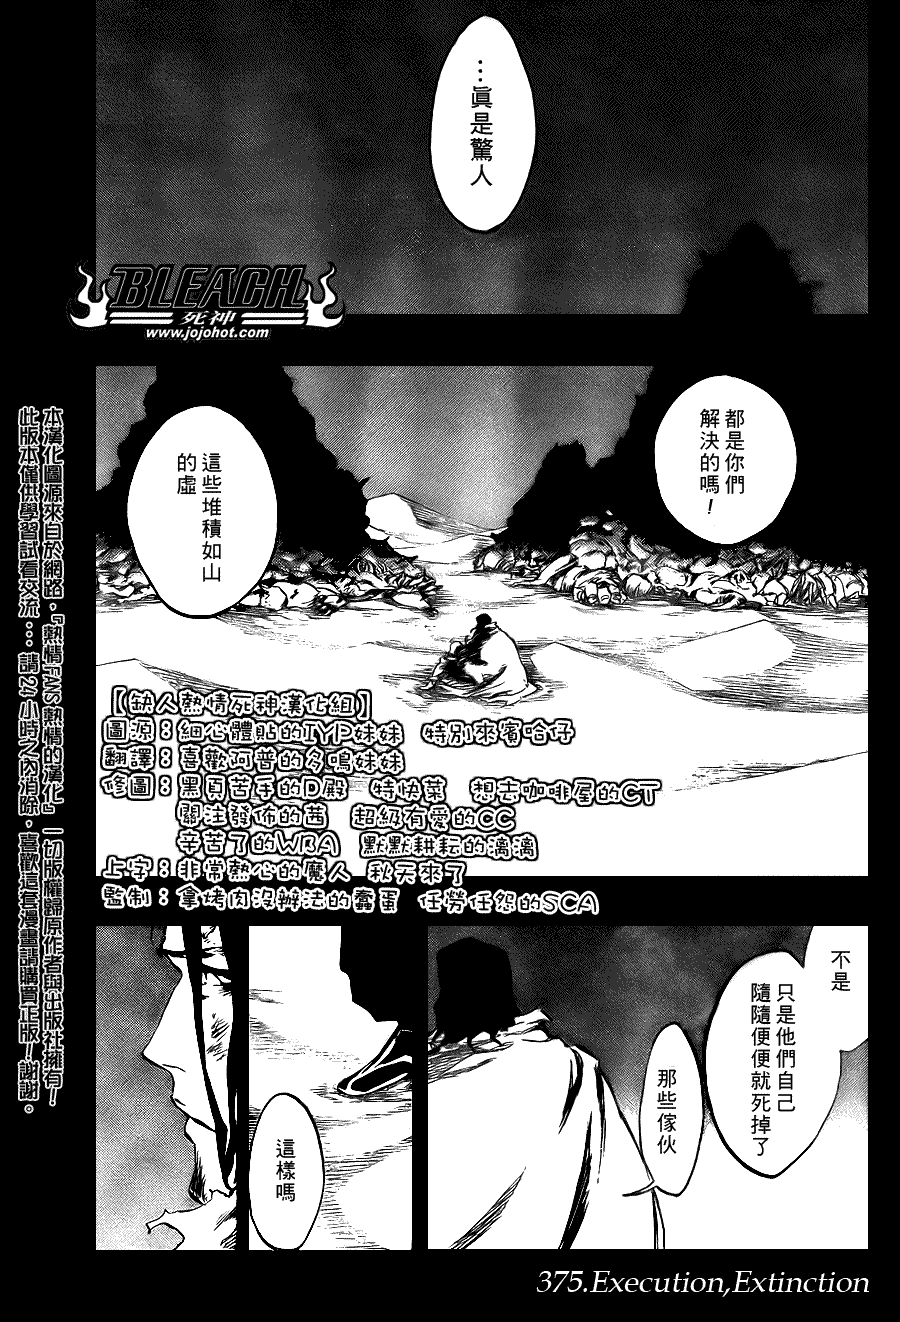 …真是驚人
BLEACH
死神
www.jojohot.com
都是你們
解決的嗎!
這些堆積如山
的虛
本漢化圖源來自於網路,『熱情FANS熱情的漢化』一切版權歸原作者與出版社擁有!
此版本僅供學習試看交流…請24小時之內消除,喜歡這套漫畫請購買正版!謝謝。
【缺人熱情死神漢化組】
圖源:細心體貼的TYP妹妹 特別來賓哈仔
翻譯:喜歡阿普的多嗚妹妹
修圖:黑頁苦手的D殿 特快菜 想去咖啡屋的CT
關注發佈的茜 超級有愛的CC
辛苦了的WBA 默默耕耘的漓漓
上字:非常熱心的魔人 秋天來了
監制:拿烤肉沒辦法的蠢蛋 任勞任怨的SCA
不是
只是他們自己
隨隨便便就死掉了
那些傢伙
這樣嗎
375.Execution,Extinction